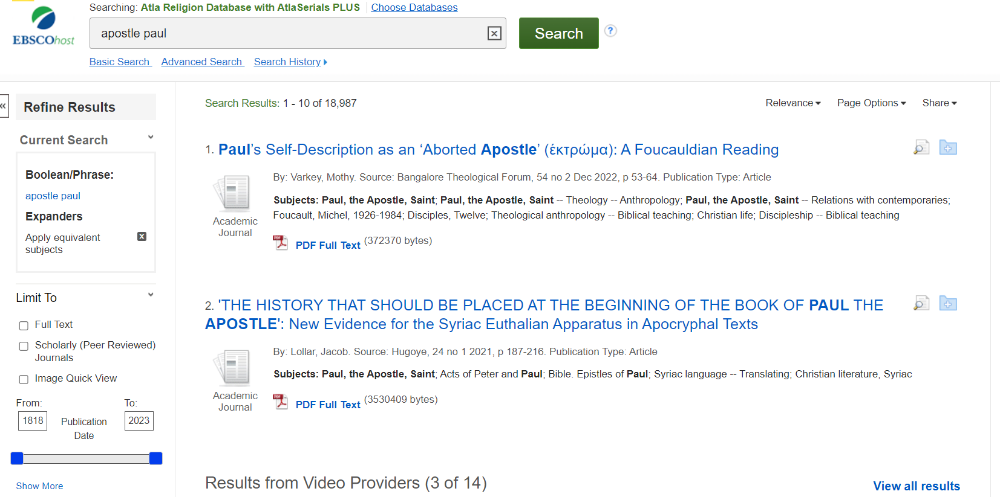 Searching: Atla Religion Database with AtlaSerials PLUS Choose Databases
EBSCOhost
apostle paul
Search
?
Basic Search Advanced Search Search History
«
Refine Results
Current Search
Boolean/Phrase:
apostle paul
Expanders
Apply equivalent
subjects
Limit To
Full Text
Scholarly (Peer Reviewed)
Journals
Image Quick View
From: To:
1818 Publication 2023
Date
Show More
Search Results: 1 - 10 of 18,987
Relevance Page Options Share
1. Paul’s Self-Description as an ‘Aborted Apostle’ (έκτρώμα): A Foucauldian Reading
Academic
Journal
By: Varkey, Mothy. Source: Bangalore Theological Forum, 54 no 2 Dec 2022, p 53-64. Publication Type: Article
Subjects: Paul, the Apostle, Saint; Paul, the Apostle, Saint -- Theology -- Anthropology; Paul, the Apostle, Saint -- Relations with contemporaries;
Foucault, Michel, 1926-1984; Disciples, Twelve; Theological anthropology -- Biblical teaching; Christian life; Discipleship -- Biblical teaching
PDF PDF Full Text (372370 bytes)
2. 'THE HISTORY THAT SHOULD BE PLACED AT THE BEGINNING OF THE BOOK OF PAUL THE
APOSTLE': New Evidence for the Syriac Euthalian Apparatus in Apocryphal Texts
Academic
Journal
By: Lollar, Jacob. Source: Hugoye, 24 no 1 2021, p 187-216. Publication Type: Article
Subjects: Paul, the Apostle, Saint; Acts of Peter and Paul; Bible. Epistles of Paul; Syriac language -- Translating; Christian literature, Syriac
PDF PDF Full Text (3530409 bytes)
Results from Video Providers (3 of 14)
View all results